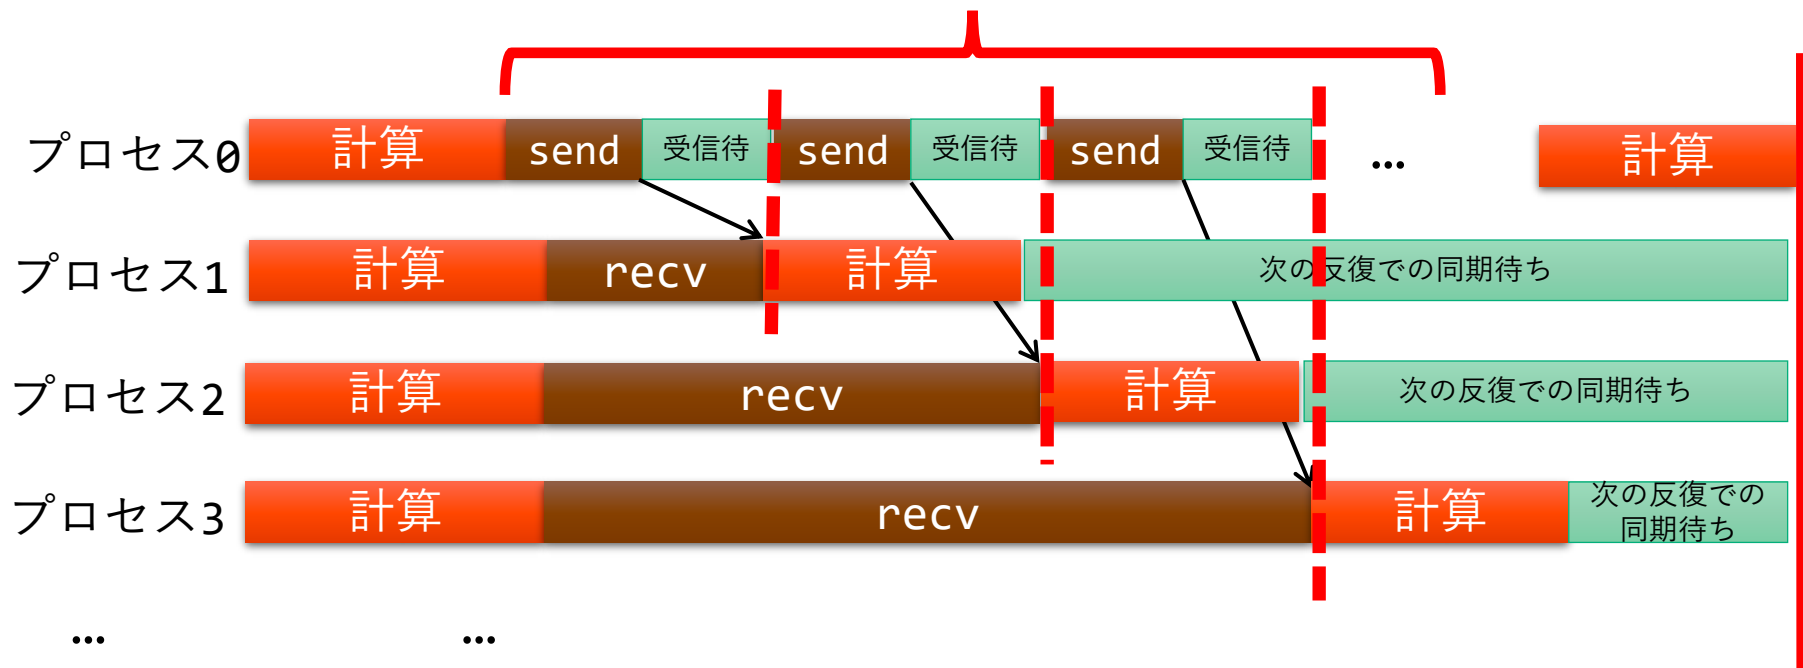 プロセス0 計算 send 受信待 send 受信待 send 受信待 … 計算
プロセス1 計算 recv 計算 次の反復での同期待ち
プロセス2 計算 recv 計算 次の反復での同期待ち
プロセス3 計算 recv 計算 次の反復での
同期待ち
… …